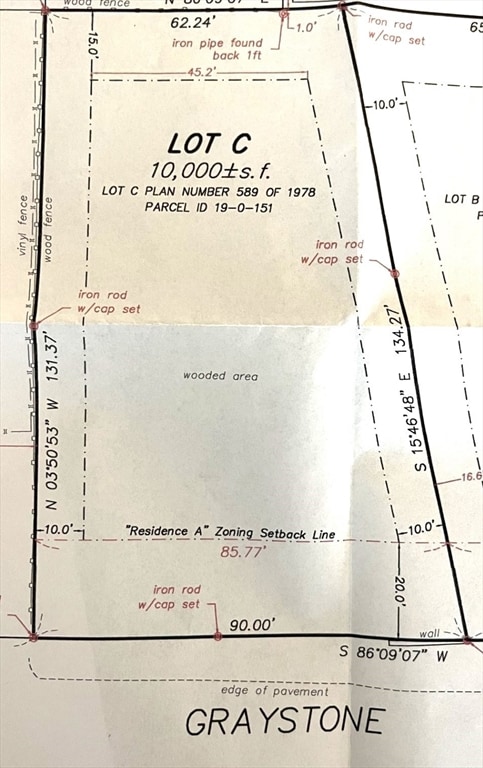 wood fence
62.24'
iron pipe found
back 1ft
1.0'
iron rod
w/cap set
65
15.0'
45.2'
10.0'
LOT C
10,000±s.f.
LOT C PLAN NUMBER 589 OF 1978
PARCEL ID 19-0-151
LOT B
P
vinyl fence
wood fence
iron rod
w/cap set
iron rod
w/cap set
N 03°50'53" W 131.37'
S 15°46'48" E 134.27'
wooded area
16.6
10.0'
"Residence A" Zoning Setback Line
10.0'
85.77'
20.0'
iron rod
w/cap set
90.00'
wall
S 86°09'07" W
edge of pavement
GRAYSTONE